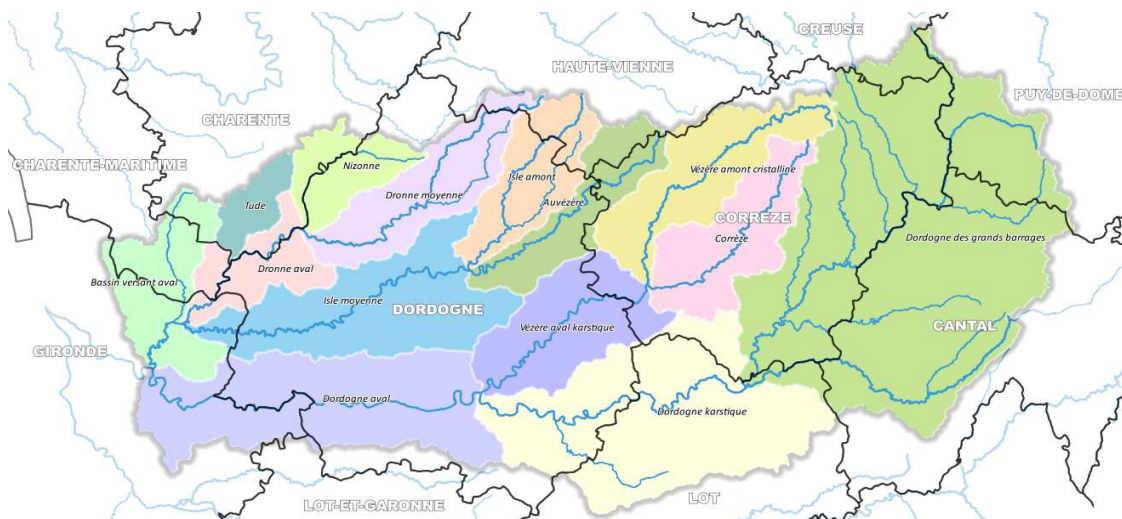 CREUSE
HAUTE-VIENNE
PUY-DE-DOME
CHARENTE
CHARENTE-MARITIME
Nizonne
Isle amont
Vézère amont cristalline
Dronne moyenne
Auvézère
Tude
CORRÈZE
Corrèze
Dordogne des grands barrages
Dronne aval
Bassin versant aval
Isle moyenne
DORDOGNE
Vézère aval karstique
CANTAL
GIRONDE
Dordogne aval
Dordogne karstique
LOT
LOT-ET-GARONNE